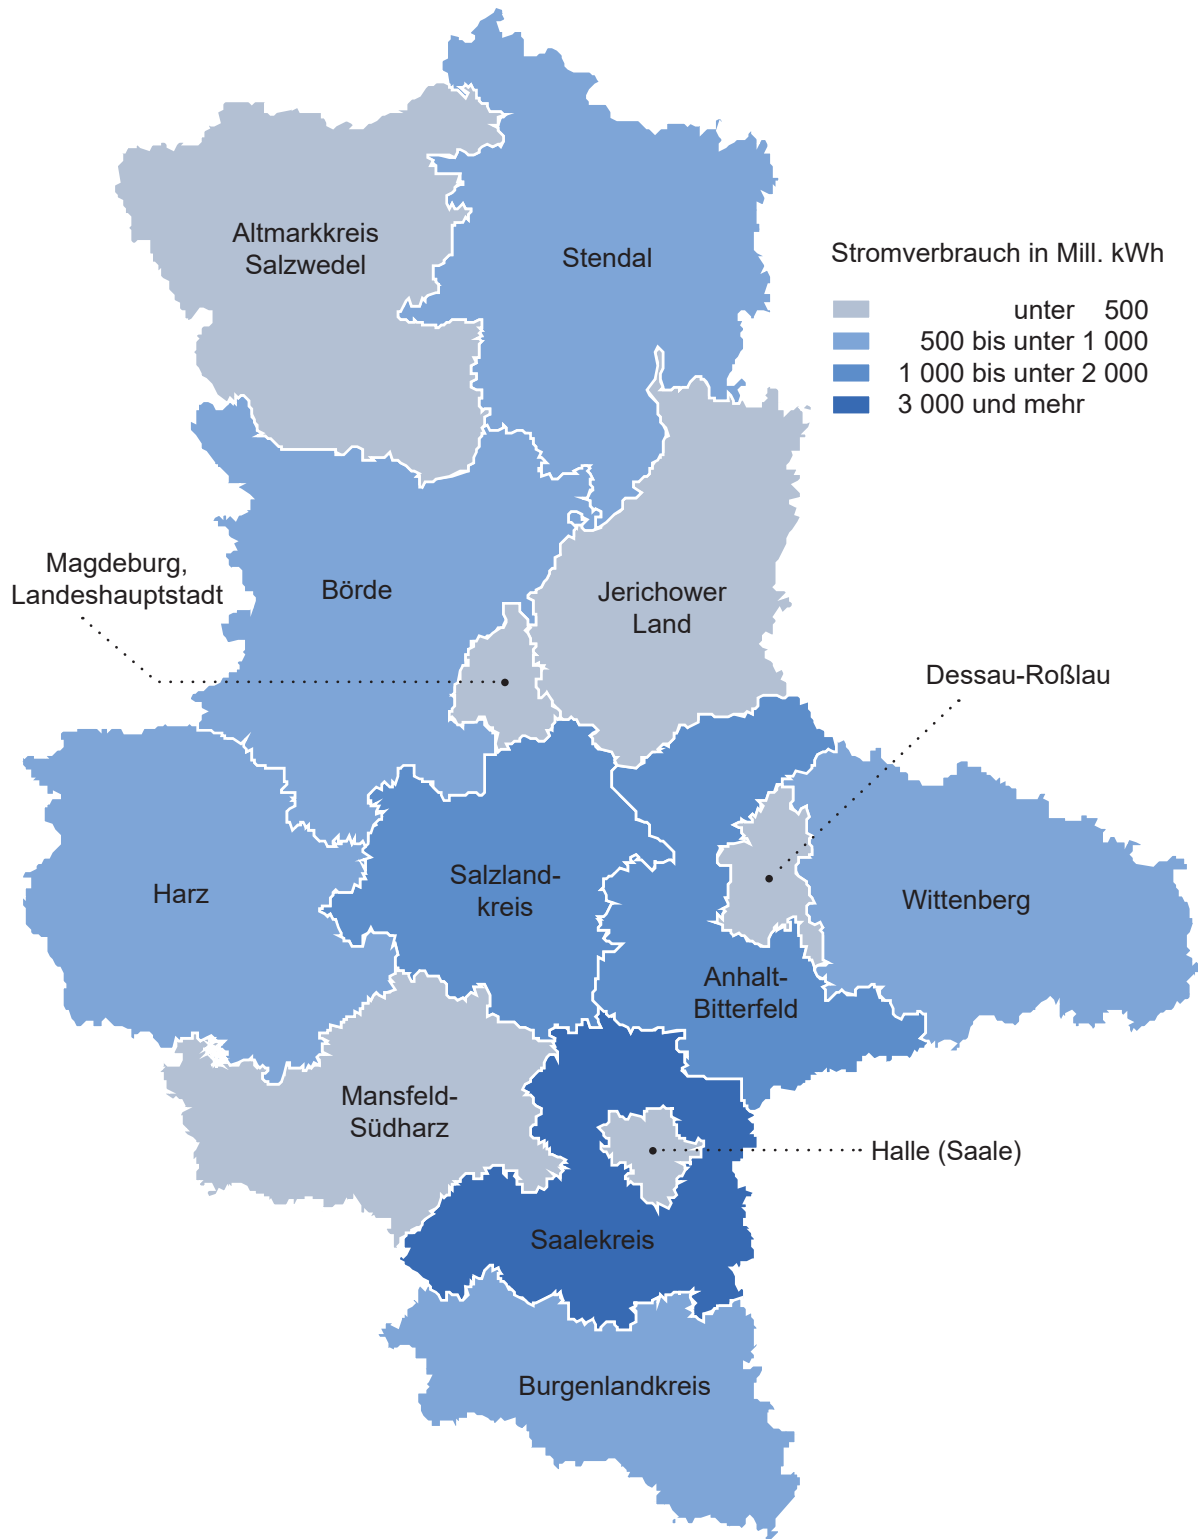 Altmarkkreis
Salzwedel
Stendal
Stromverbrauch in Mill. kWh
unter 500
500 bis unter 1 000
1 000 bis unter 2 000
3 000 und mehr
Magdeburg,
Landeshauptstadt
Börde
Jerichower
Land
Dessau-Roßlau
Harz
Salzland-
kreis
Wittenberg
Anhalt-
Bitterfeld
Mansfeld-
Südharz
Halle (Saale)
Saalekreis
Burgenlandkreis